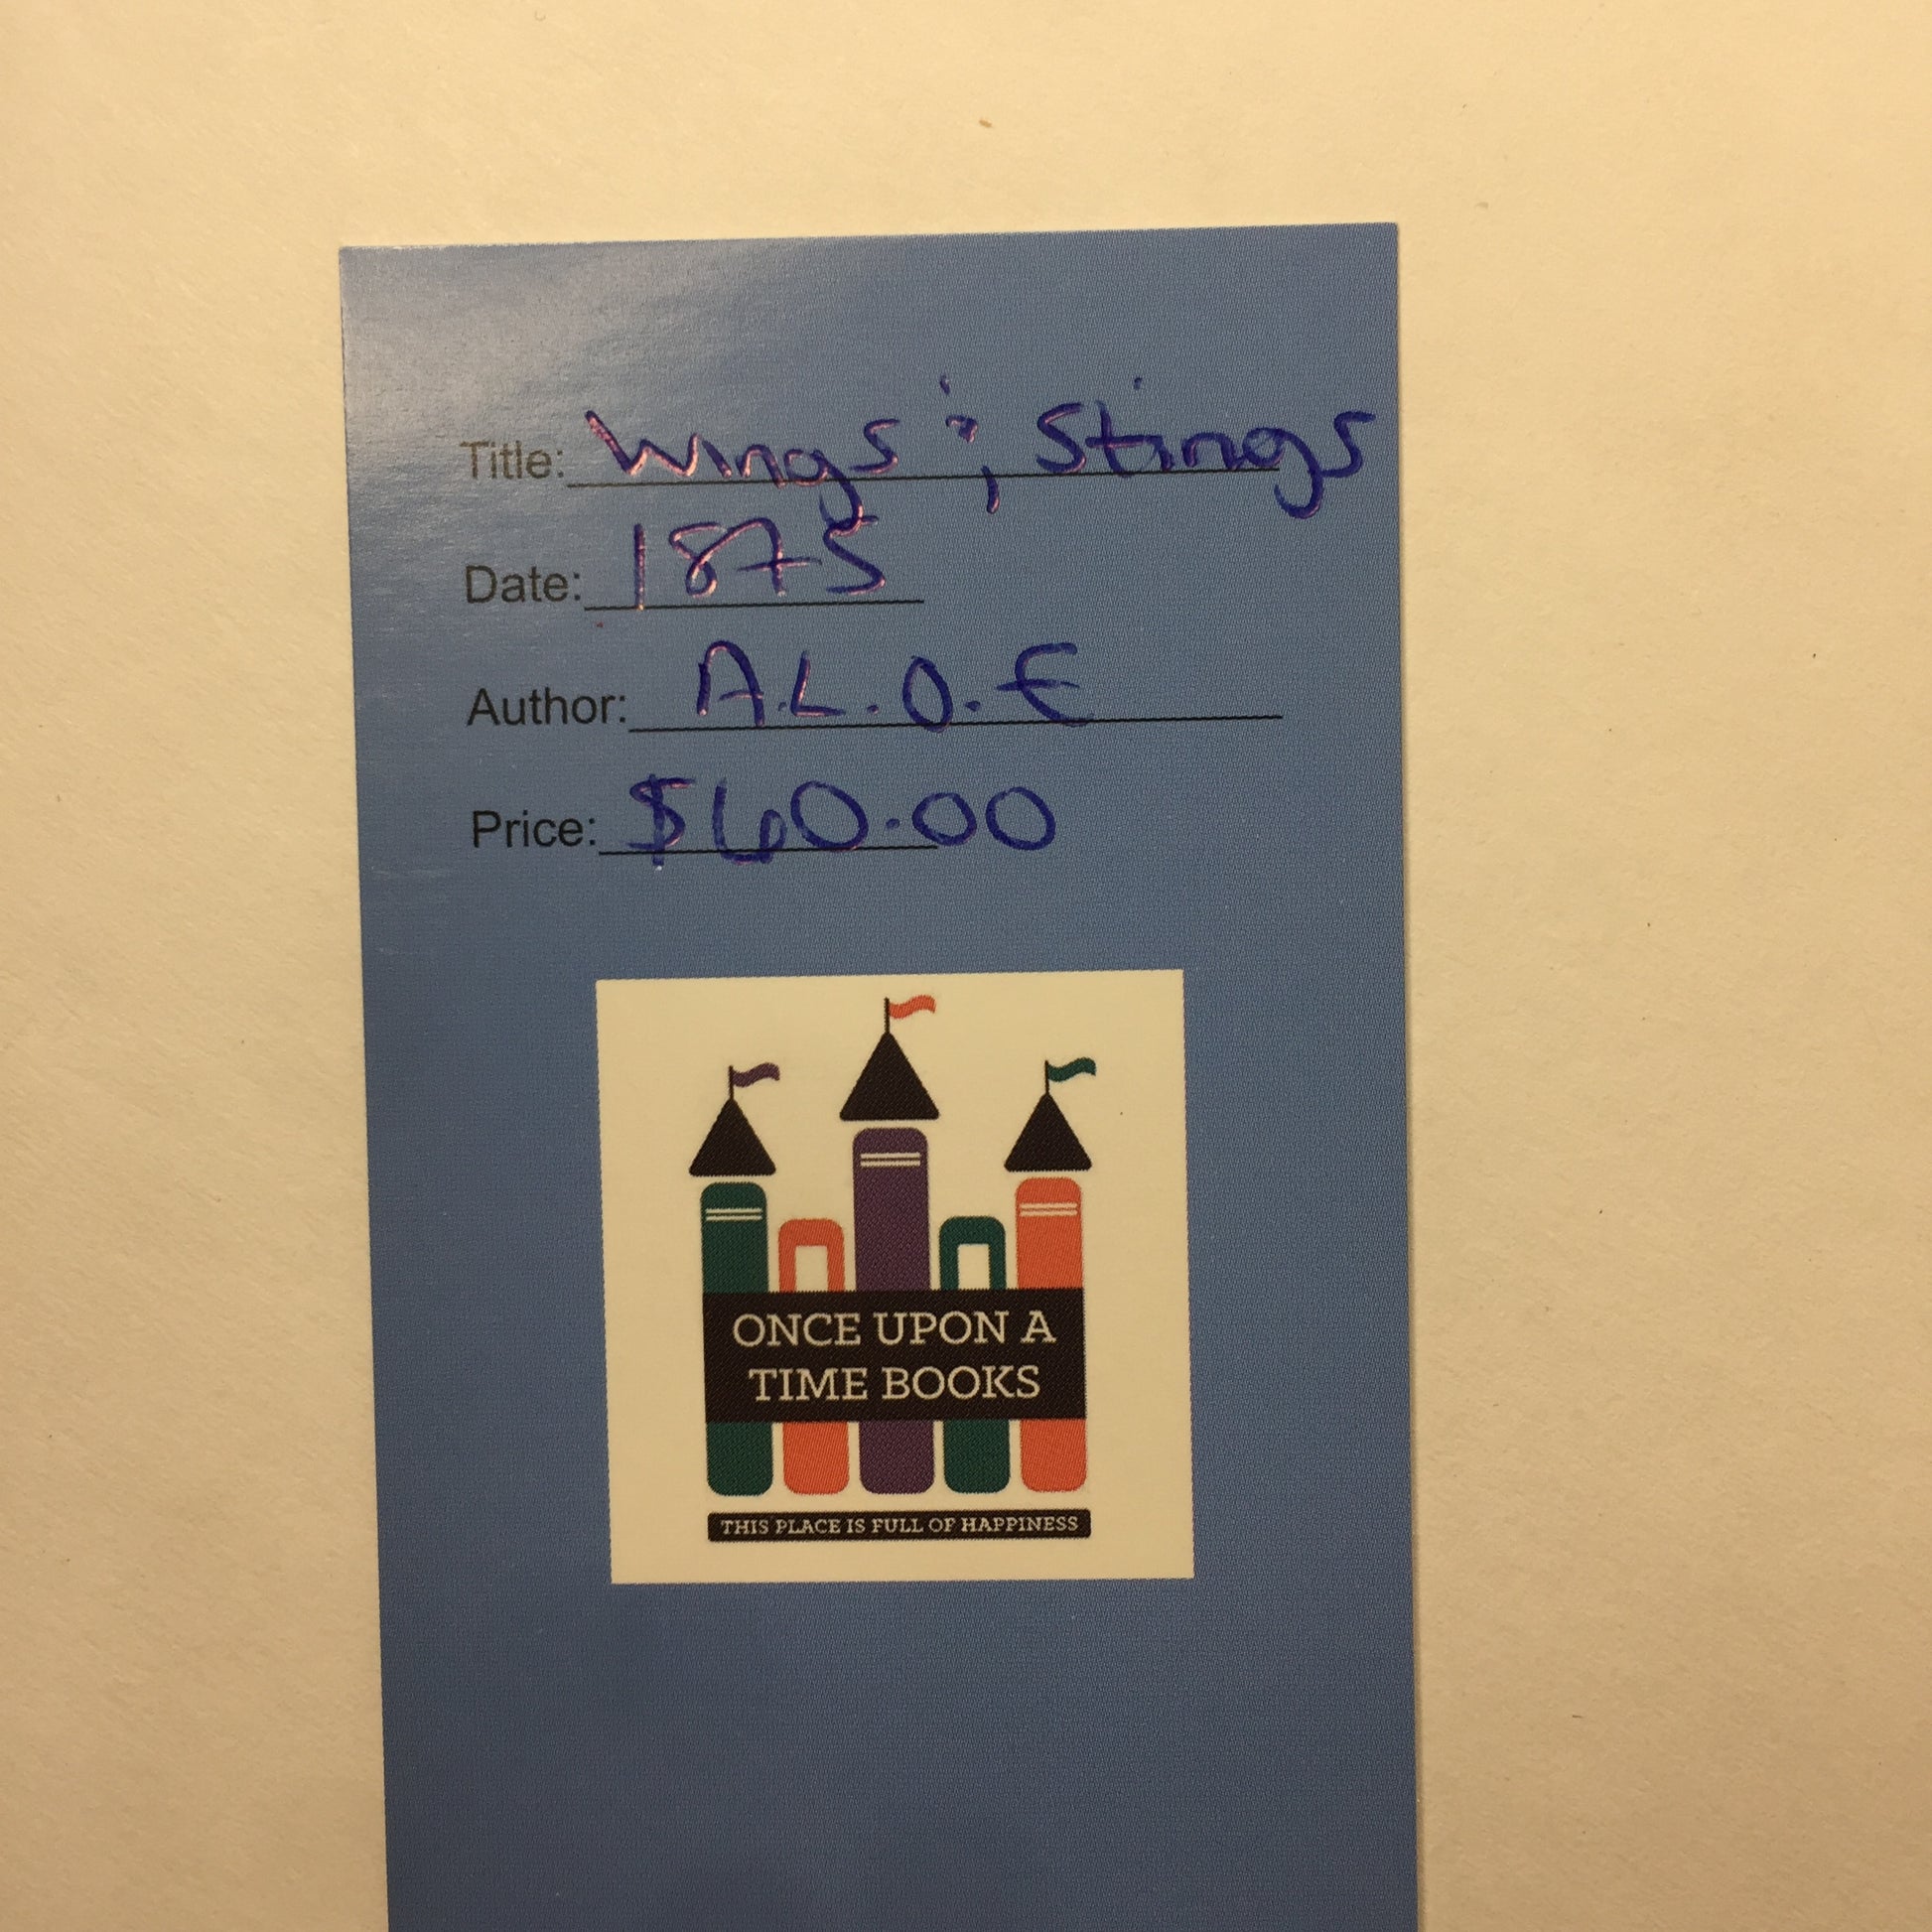 Title: Wings & Stings
Date: 1875
Author: A.L.O.E
Price: $60.00
ONCE UPON A
TIME BOOKS
THIS PLACE IS FULL OF HAPPINESS